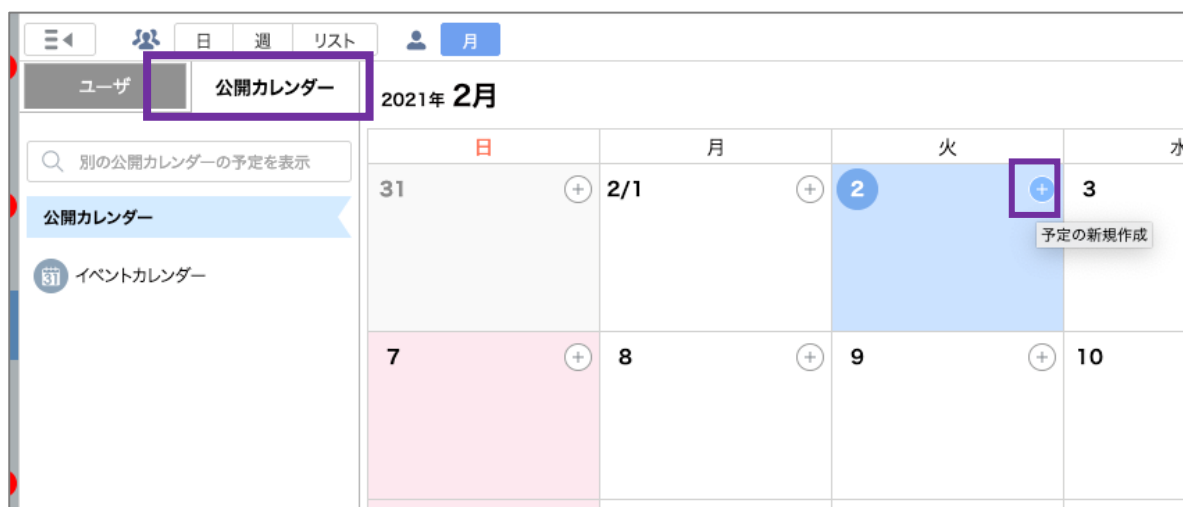 日 週 リスト 月
ユーザ 公開カレンダー
2021年 2月
別の公開カレンダーの予定を表示
公開カレンダー
31 イベントカレンダー
日 月 火
31 2/1 2 3
予定の新規作成
7 8 9 10